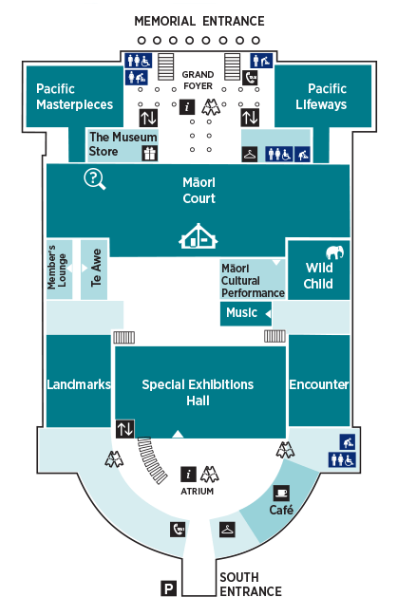 MEMORIAL ENTRANCE
GRAND
FOYER
Pacific
Masterpieces
Pacific
Lifeways
i
The Museum
Store
Māori
Court
?
Member's
Lounge
Te Awe
Māori
Cultural
Performance
Wild
Child
Music
Landmarks
Special Exhibitions
Hall
Encounter
i
ATRIUM
Café
P
SOUTH
ENTRANCE